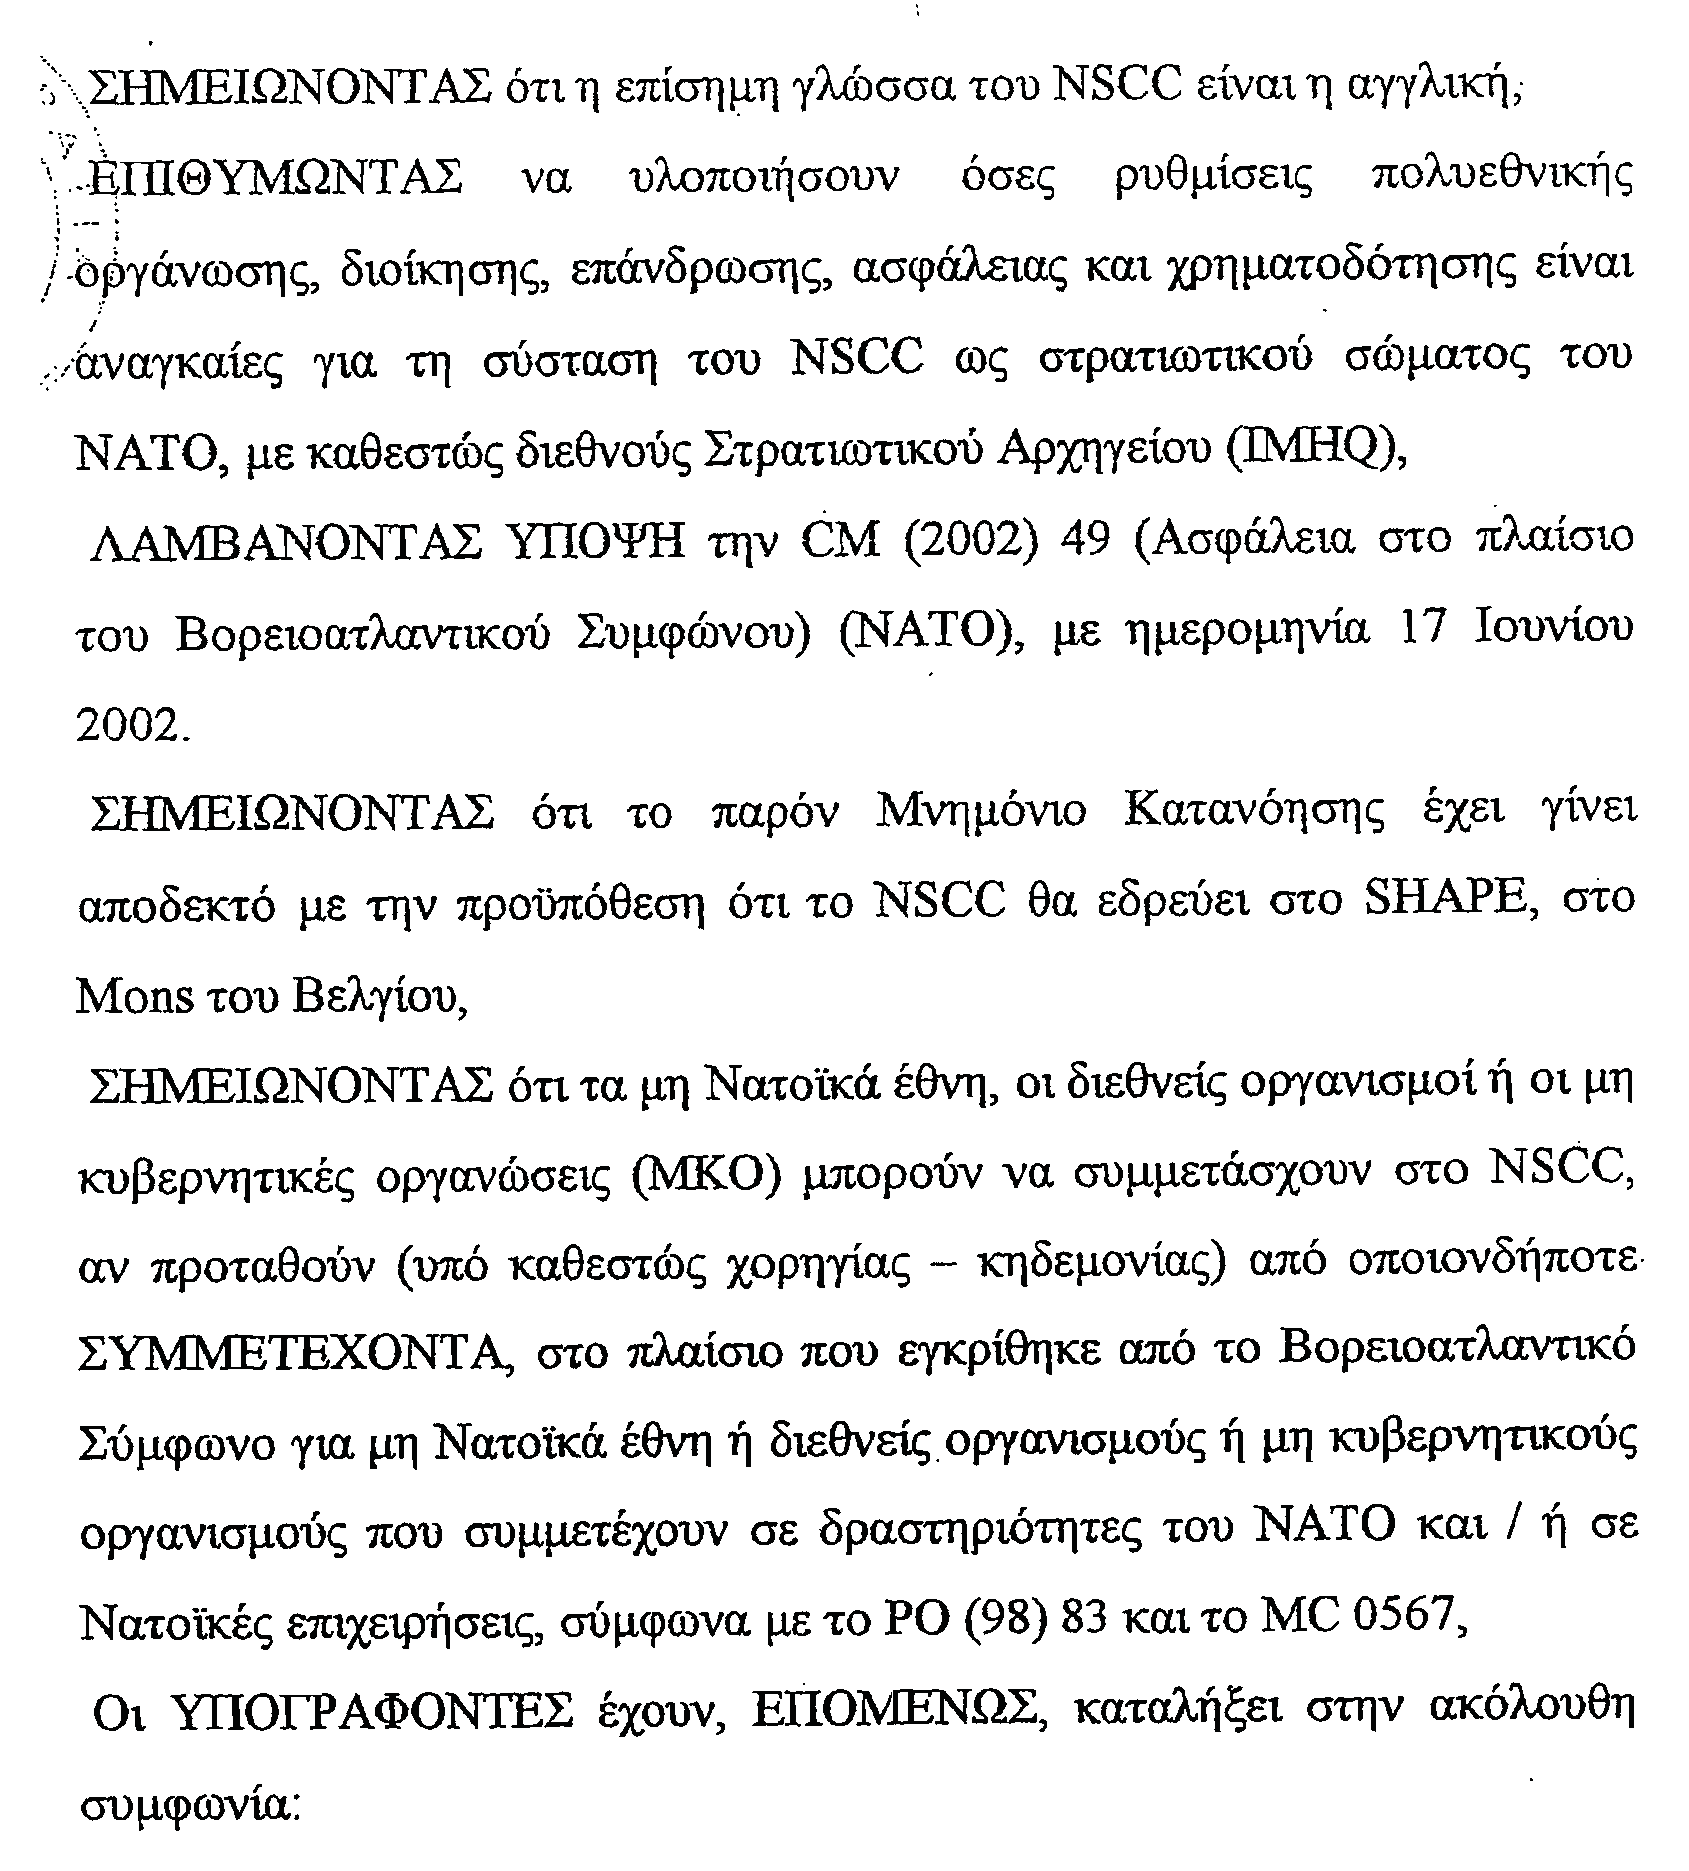 ΣΗΜΕΙΩΝΟΝΤΑΣ ότι η επίσημη γλώσσα του NSCC είναι η αγγλική,
ΕΠΙΘΥΜΩΝΤΑΣ να υλοποιήσουν όσες ρυθμίσεις πολυεθνικής
οργάνωσης, διοίκησης, επάνδρωσης, ασφάλειας και χρηματοδότησης είναι
αναγκαίες για τη σύσταση του NSCC ως στρατιωτικού σώματος του
ΝΑΤΟ, με καθεστώς διεθνούς Στρατιωτικού Αρχηγείου (IMHQ),
ΛΑΜΒΑΝΟΝΤΑΣ ΥΠΟΨΗ την CM (2002) 49 (Ασφάλεια στο πλαίσιο
του Βορειοατλαντικού Συμφώνου) (ΝΑΤΟ), με ημερομηνία 17 Ιουνίου
2002.
ΣΗΜΕΙΩΝΟΝΤΑΣ ότι το παρόν Μνημόνιο Κατανόησης έχει γίνει
αποδεκτό με την προϋπόθεση ότι το NSCC θα εδρεύει στο SHAPE, στο
Mons του Βελγίου,
ΣΗΜΕΙΩΝΟΝΤΑΣ ότι τα μη Νατοϊκά έθνη, οι διεθνείς οργανισμοί ή οι μη
κυβερνητικές οργανώσεις (ΜΚΟ) μπορούν να συμμετάσχουν στο NSCC,
αν προταθούν (υπό καθεστώς χορηγίας – κηδεμονίας) από οποιονδήποτε
ΣΥΜΜΕΤΕΧΟΝΤΑ, στο πλαίσιο που εγκρίθηκε από το Βορειοατλαντικό
Σύμφωνο για μη Νατοϊκά έθνη ή διεθνείς οργανισμούς ή μη κυβερνητικούς
οργανισμούς που συμμετέχουν σε δραστηριότητες του ΝΑΤΟ και / ή σε
Νατοϊκές επιχειρήσεις, σύμφωνα με το PO (98) 83 και το MC 0567,
Οι ΥΠΟΓΡΑΦΟΝΤΕΣ έχουν, ΕΠΟΜΕΝΩΣ, καταλήξει στην ακόλουθη
συμφωνία: